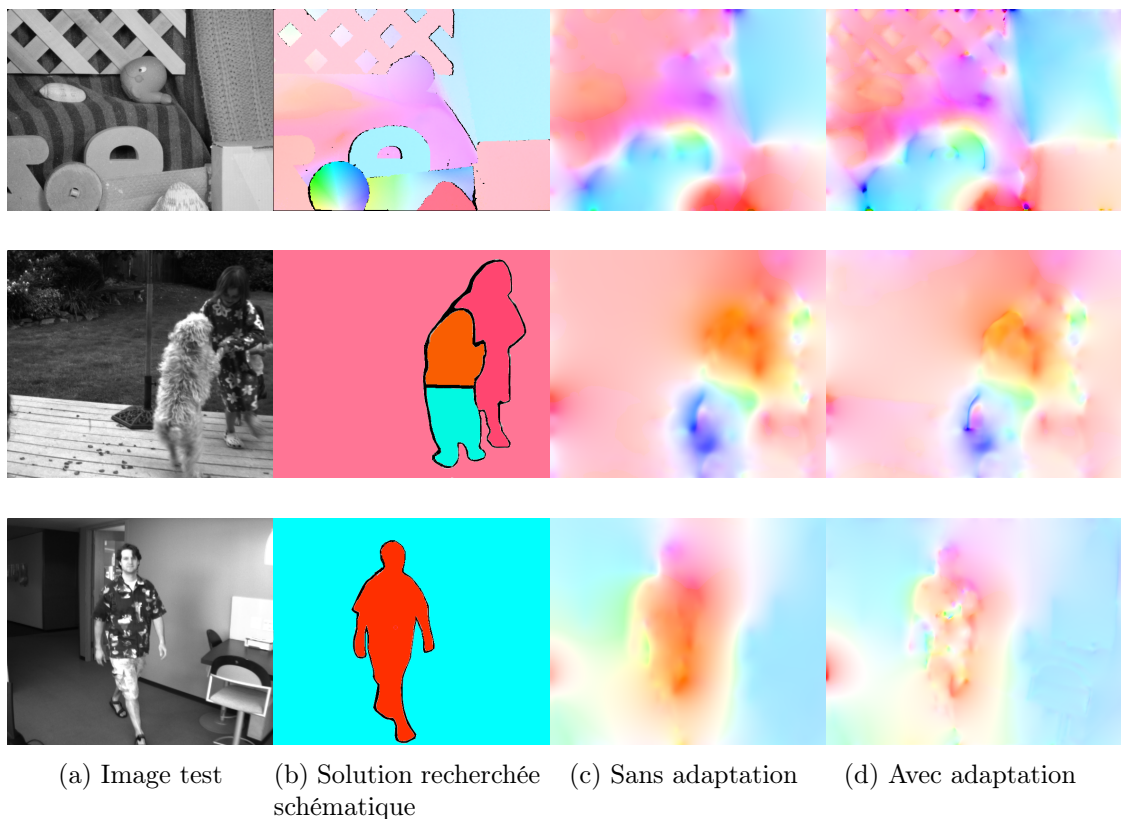 (a) Image test
(b) Solution recherchée
schématique
(c) Sans adaptation
(d) Avec adaptation